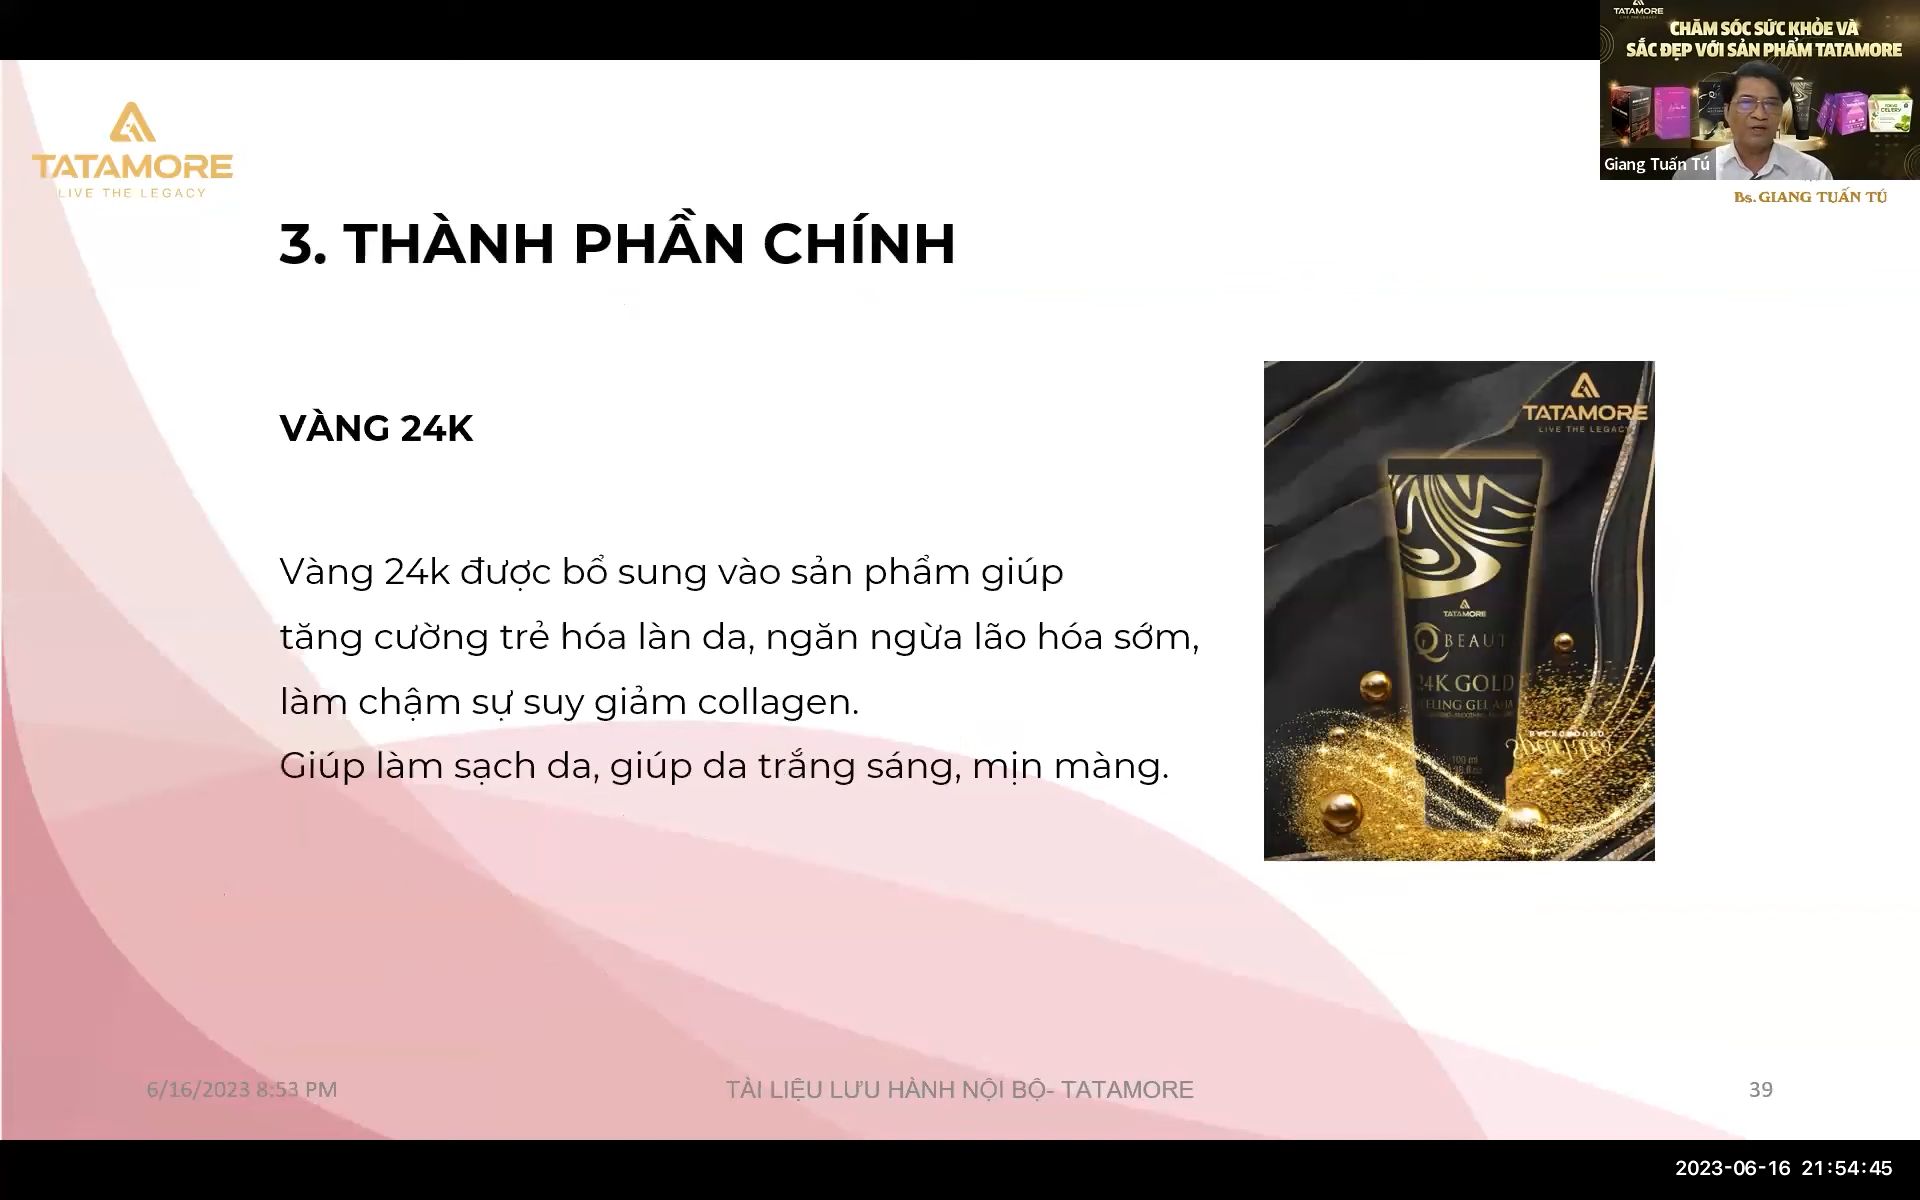 TATAMORE
CHĂM SÓC SỨC KHỎE VÀ
SẮC ĐẸP VỚI SẢN PHẨM TATAMORE
Giang Tuấn Tú
Bs. GIANG TUẤN TÚ
TATAMORE
LIVE THE LEGACY
3. THÀNH PHẦN CHÍNH
VÀNG 24K
Vàng 24k được bổ sung vào sản phẩm giúp
tăng cường trẻ hóa làn da, ngăn ngừa lão hóa sớm,
làm chậm sự suy giảm collagen.
Giúp làm sạch da, giúp da trắng sáng, mịn màng.
TATAMORE
LIVE THE LEGACY
TATAMORE
BEAUT
24K GOLD
100 ml
6/16/2023 8:53 PM
TÀI LIỆU LƯU HÀNH NỘI BỘ- TATAMORE
39
2023-06-16 21:54:45